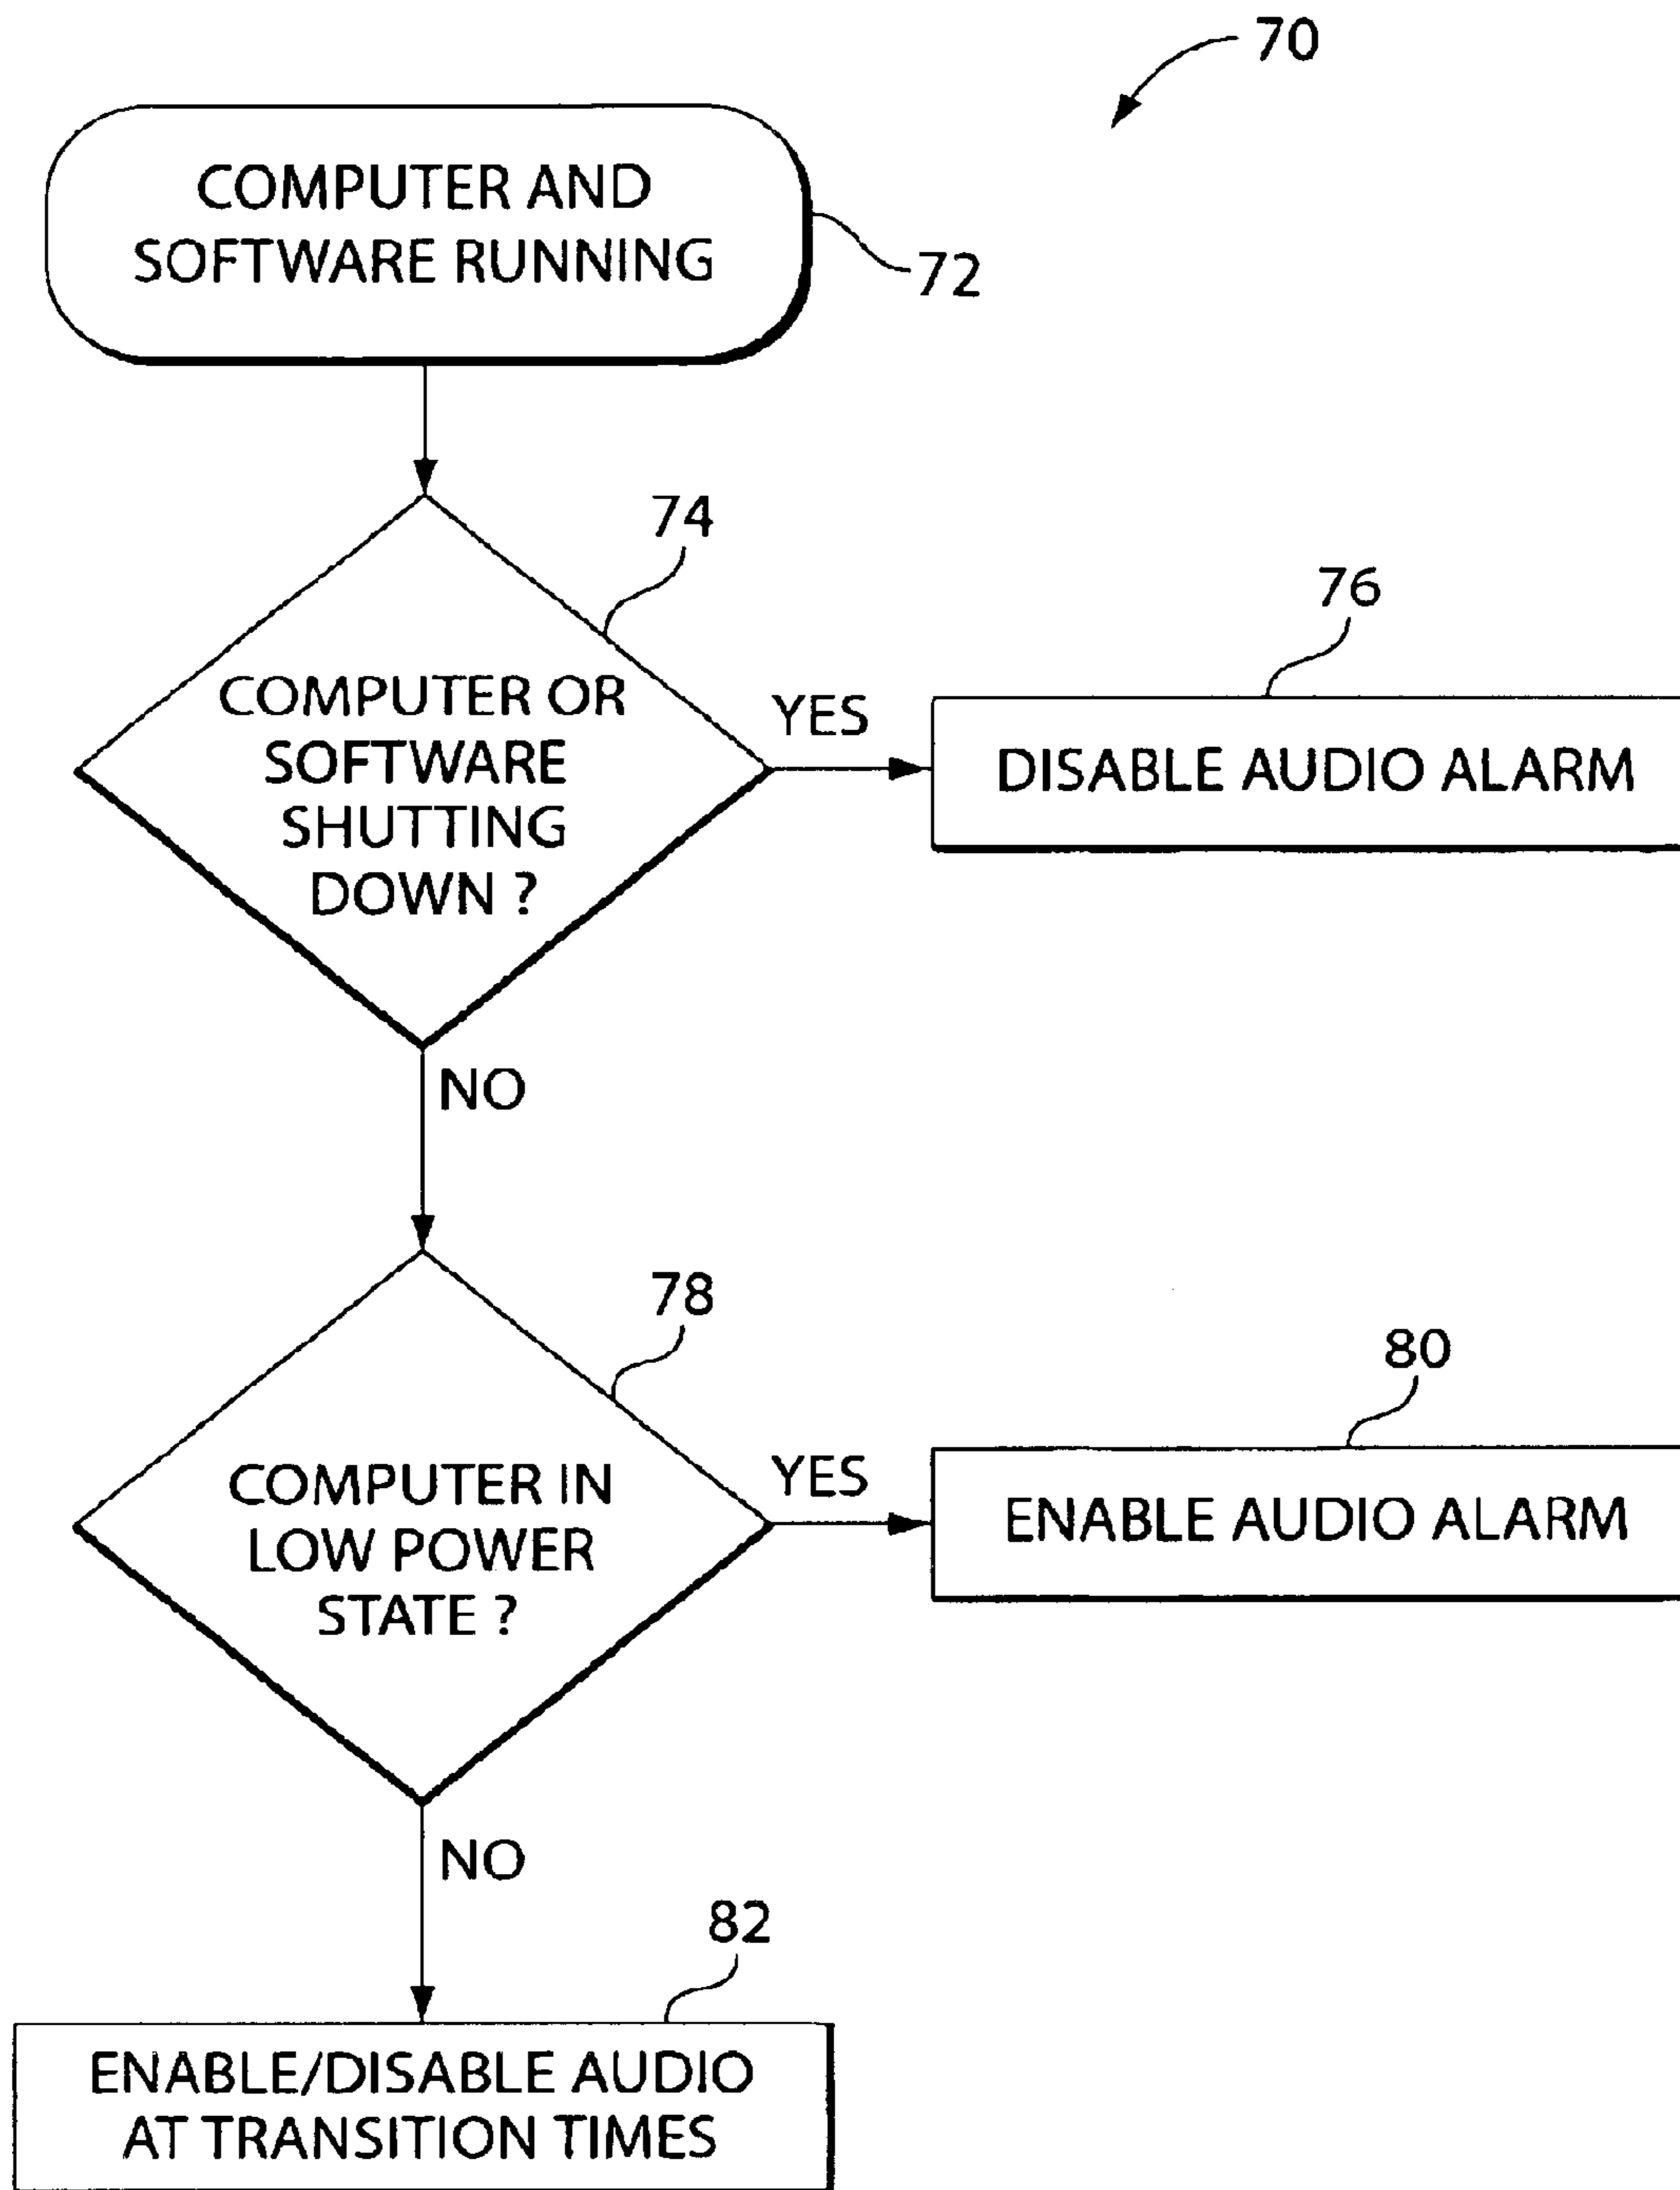 70
COMPUTER AND
SOFTWARE RUNNING
72
74
COMPUTER OR
SOFTWARE
SHUTTING
DOWN ?
YES
76
DISABLE AUDIO ALARM
NO
78
COMPUTER IN
LOW POWER
STATE ?
YES
80
ENABLE AUDIO ALARM
NO
82
ENABLE/DISABLE AUDIO
AT TRANSITION TIMES